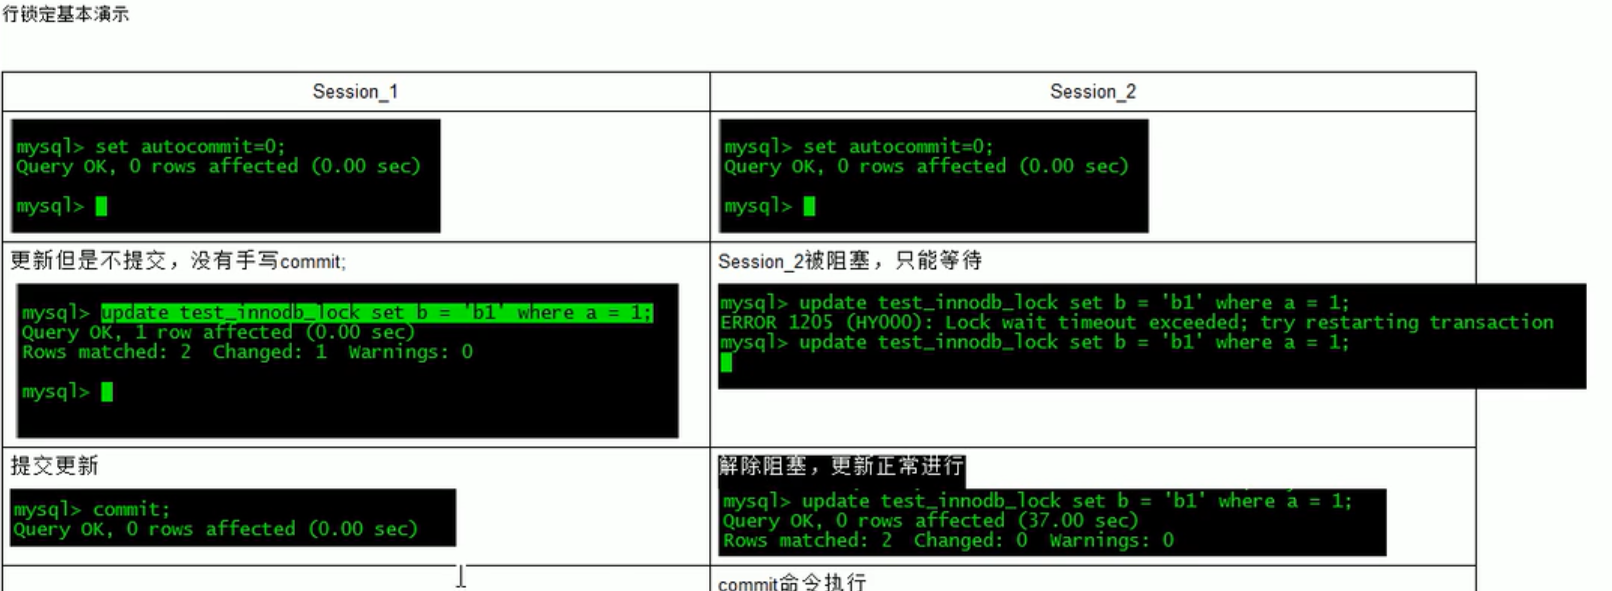 行锁定基本演示
Session_1
Session_2
mysql> set autocommit=0;
Query OK, 0 rows affected (0.00 sec)
mysql>
mysql> set autocommit=0;
Query OK, 0 rows affected (0.00 sec)
mysql>
更新但是不提交，没有手写commit;
mysql> update test_innodb_lock set b = 'b1' where a = 1;
Query OK, 1 row affected (0.00 sec)
Rows matched: 2  Changed: 1  Warnings: 0
mysql>
Session_2被阻塞，只能等待
mysql> update test_innodb_lock set b = 'b1' where a = 1;
ERROR 1205 (HY000): Lock wait timeout exceeded; try restarting transaction
mysql> update test_innodb_lock set b = 'b1' where a = 1;
提交更新
mysql> commit;
Query OK, 0 rows affected (0.00 sec)
解除阻塞，更新正常进行
mysql> update test_innodb_lock set b = 'b1' where a = 1;
Query OK, 0 rows affected (37.00 sec)
Rows matched: 2  Changed: 0  Warnings: 0
commit命令执行